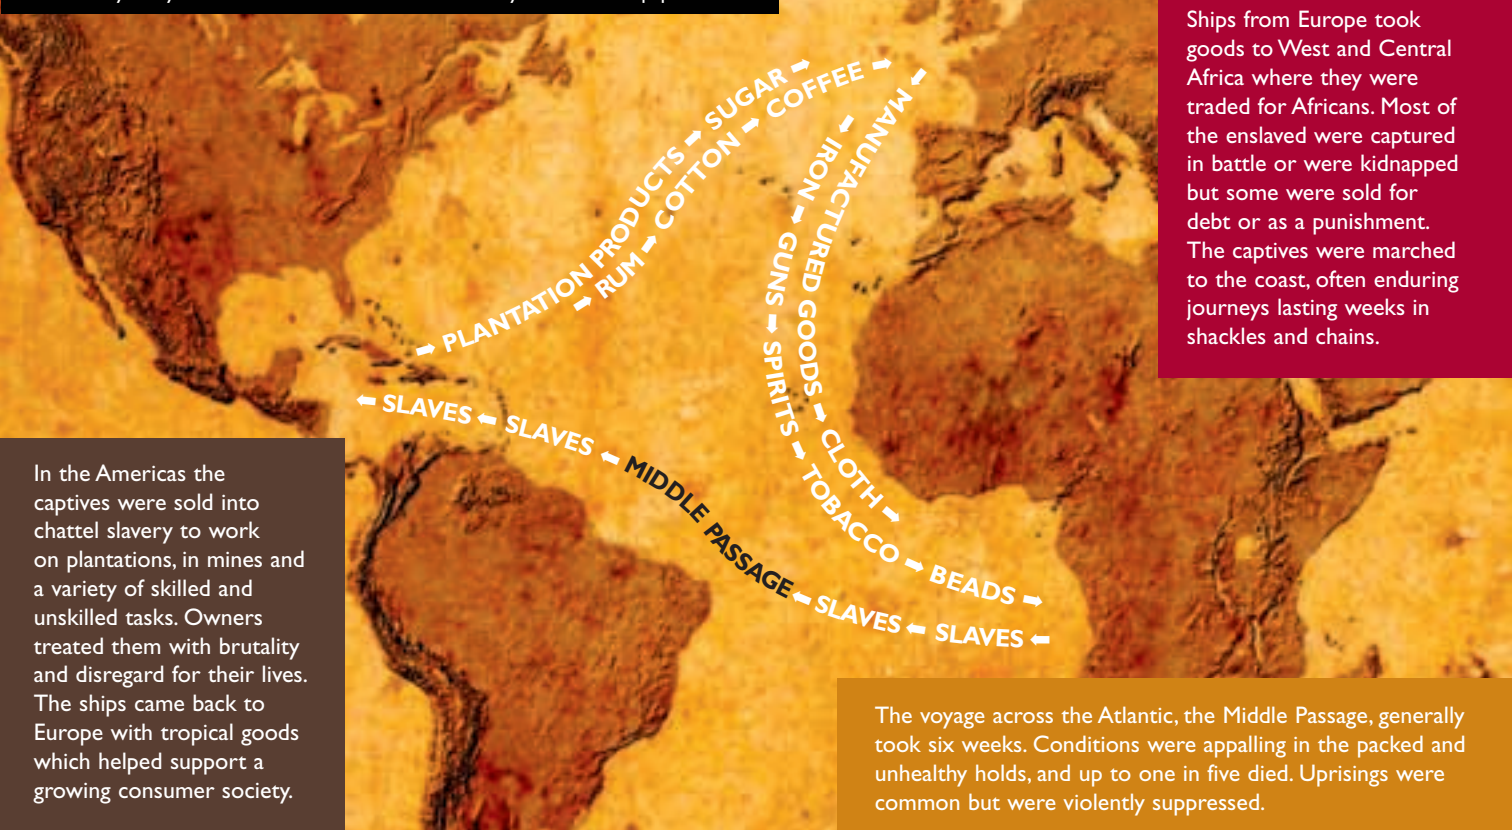 Ships from Europe took
goods to West and Central
Africa where they were
traded for Africans. Most of
the enslaved were captured
in battle or were kidnapped
but some were sold for
debt or as a punishment.
The captives were marched
to the coast, often enduring
journeys lasting weeks in
shackles and chains.
PLANTATION PRODUCTS SUGAR
RUM COTTON COFFEE
MANUFACTURED GOODS CLOTH
IRON GUNS SPIRITS TOBACCO BEADS
SLAVES SLAVES MIDDLE PASSAGE SLAVES SLAVES
In the Americas the
captives were sold into
chattel slavery to work
on plantations, in mines and
a variety of skilled and
unskilled tasks. Owners
treated them with brutality
and disregard for their lives.
The ships came back to
Europe with tropical goods
which helped support a
growing consumer society.
The voyage across the Atlantic, the Middle Passage, generally
took six weeks. Conditions were appalling in the packed and
unhealthy holds, and up to one in five died. Uprisings were
common but were violently suppressed.